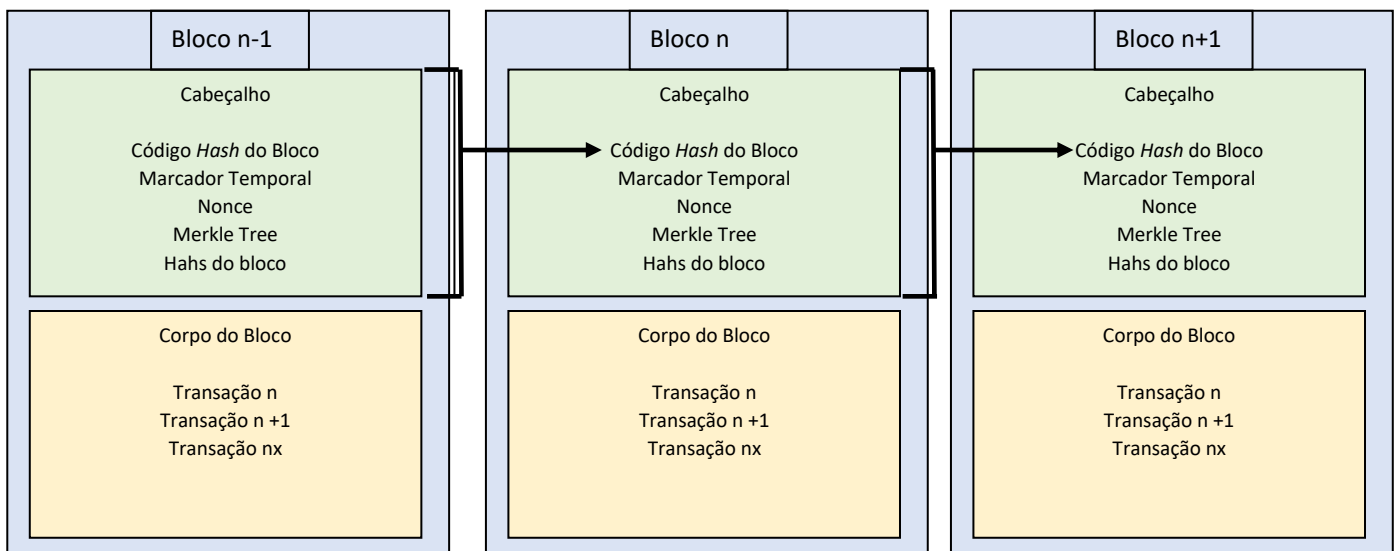 Bloco n-1
Cabeçalho
Código Hash do Bloco
Marcador Temporal
Nonce
Merkle Tree
Hahs do bloco
Corpo do Bloco
Transação n
Transação n +1
Transação nx
Bloco n
Cabeçalho
Código Hash do Bloco
Marcador Temporal
Nonce
Merkle Tree
Hahs do bloco
Corpo do Bloco
Transação n
Transação n +1
Transação nx
Bloco n+1
Cabeçalho
Código Hash do Bloco
Marcador Temporal
Nonce
Merkle Tree
Hahs do bloco
Corpo do Bloco
Transação n
Transação n +1
Transação nx